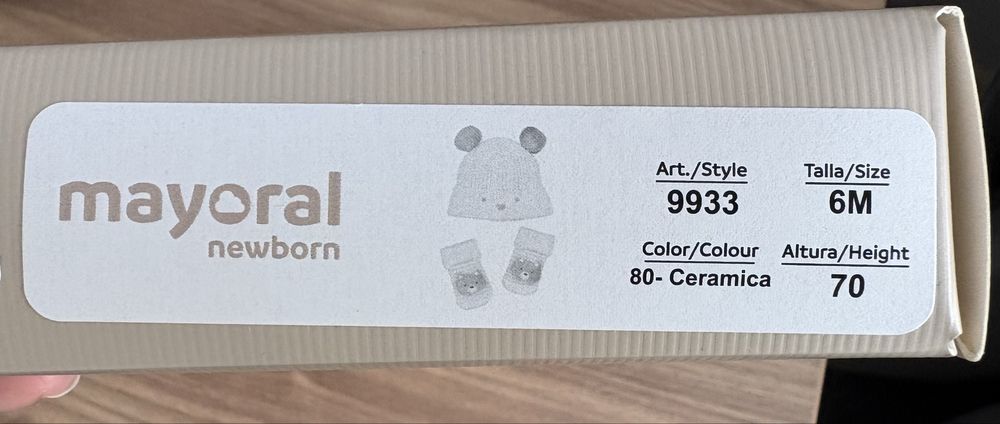 mayoral
newborn
Art./Style
9933
Talla/Size
6M
Color/Colour
80- Ceramica
Altura/Height
70